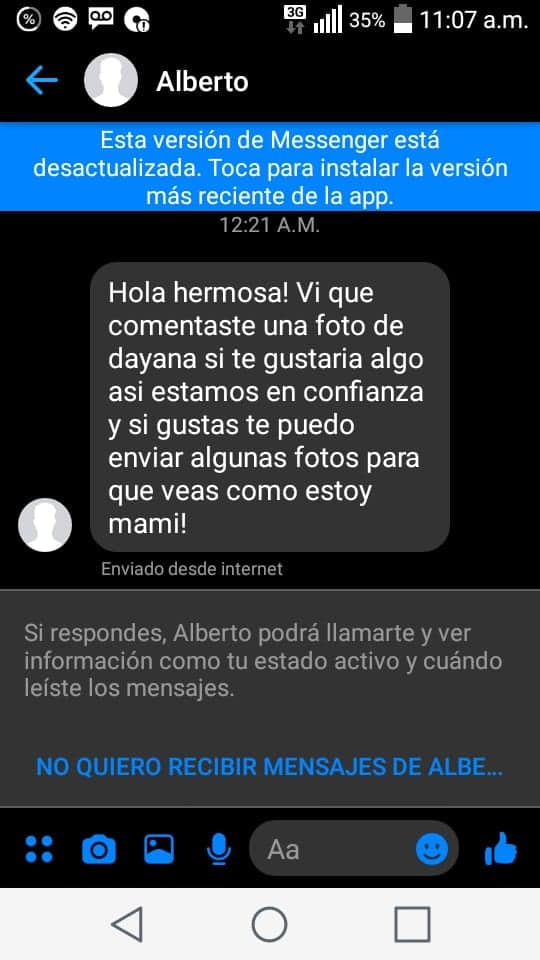 3G 35% 11:07 a.m.
Alberto
Esta versión de Messenger está
desactualizada. Toca para instalar la versión
más reciente de la app.
12:21 A.M.
Hola hermosa! Vi que
comentaste una foto de
dayana si te gustaria algo
asi estamos en confianza
y si gustas te puedo
enviar algunas fotos para
que veas como estoy
mami!
Enviado desde internet
Si respondes, Alberto podrá llamarte y ver
información como tu estado activo y cuándo
leíste los mensajes.
NO QUIERO RECIBIR MENSAJES DE ALBE...
Aa